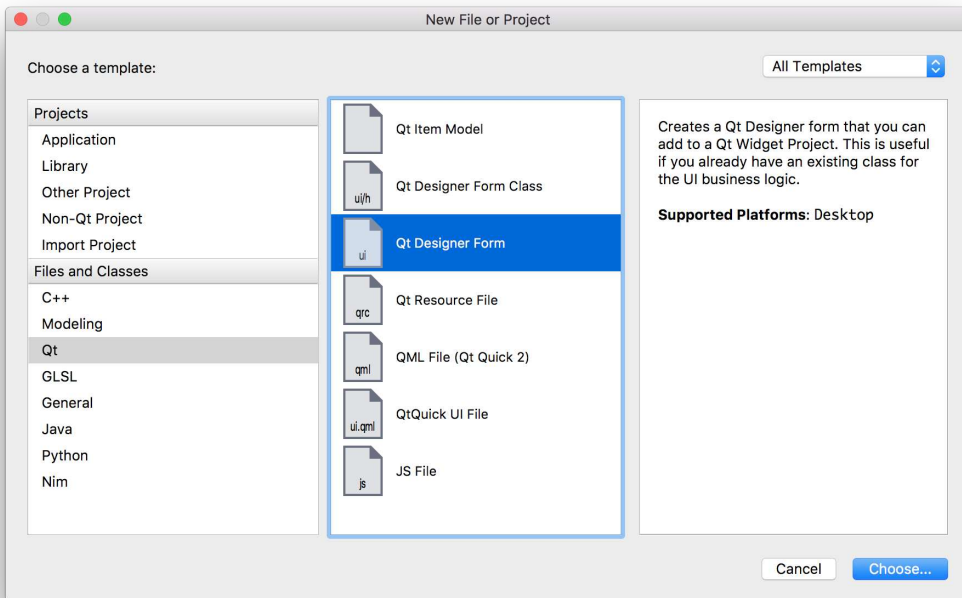 New File or Project
Choose a template:
All Templates
Projects
Application
Library
Other Project
Non-Qt Project
Import Project
Files and Classes
C++
Modeling
Qt
GLSL
General
Java
Python
Nim
Qt Item Model
ui/h
Qt Designer Form Class
ui
Qt Designer Form
qrc
Qt Resource File
qml
QML File (Qt Quick 2)
ui.qml
QtQuick UI File
js
JS File
Creates a Qt Designer form that you can
add to a Qt Widget Project. This is useful
if you already have an existing class for
the UI business logic.
Supported Platforms: Desktop
Cancel
Choose...